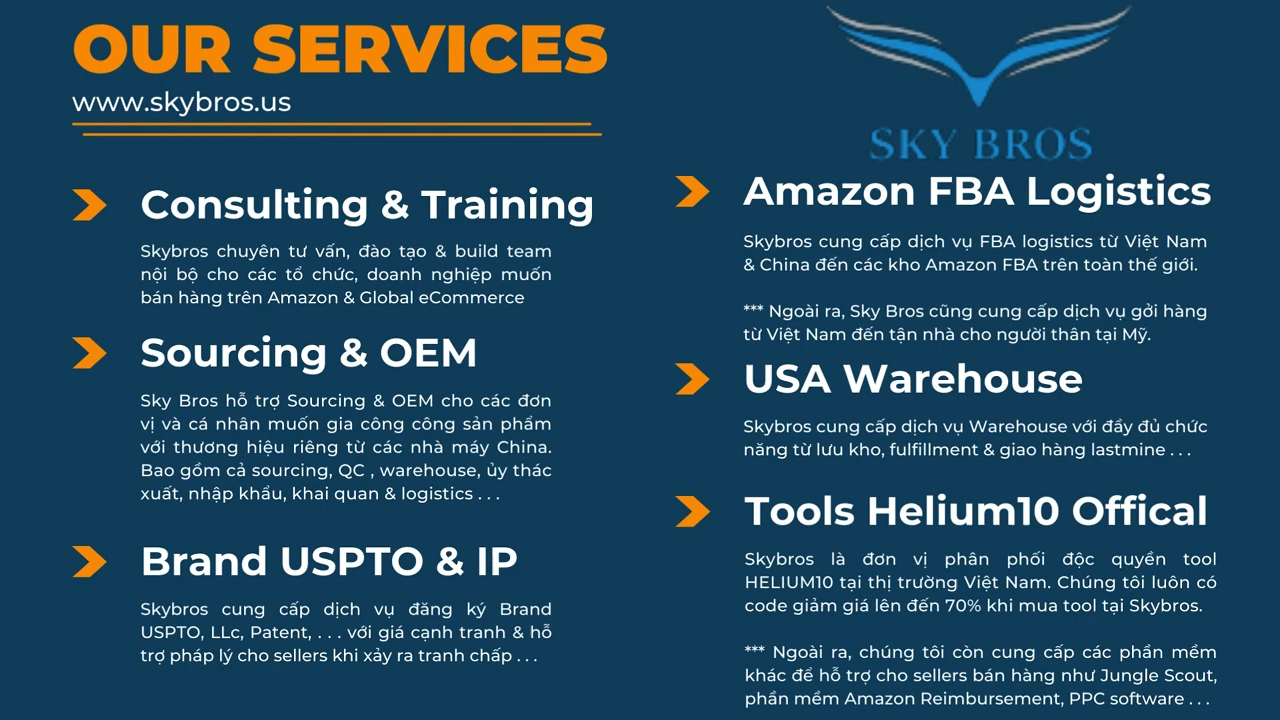 OUR SERVICES
www.skybros.us
SKY BROS
Consulting & Training
Skybros chuyên tư vấn, đào tạo & build team
nội bộ cho các tổ chức, doanh nghiệp muốn
bán hàng trên Amazon & Global eCommerce
Sourcing & OEM
Sky Bros hỗ trợ Sourcing & OEM cho các đơn
vị và cá nhân muốn gia công công sản phẩm
với thương hiệu riêng từ các nhà máy China.
Bao gồm cả sourcing, QC , warehouse, ủy thác
xuất, nhập khẩu, khai quan & logistics . . .
Brand USPTO & IP
Skybros cung cấp dịch vụ đăng ký Brand
USPTO, LLc, Patent, . . . với giá cạnh tranh & hỗ
trợ pháp lý cho sellers khi xảy ra tranh chấp . . .
Amazon FBA Logistics
Skybros cung cấp dịch vụ FBA logistics từ Việt Nam
& China đến các kho Amazon FBA trên toàn thế giới.
*** Ngoài ra, Sky Bros cũng cung cấp dịch vụ gởi hàng
từ Việt Nam đến tận nhà cho người thân tại Mỹ.
USA Warehouse
Skybros cung cấp dịch vụ Warehouse với đầy đủ chức
năng từ lưu kho, fulfillment & giao hàng lastmine . . .
Tools Helium10 Offical
Skybros là đơn vị phân phối độc quyền tool
HELIUM10 tại thị trường Việt Nam. Chúng tôi luôn có
code giảm giá lên đến 70% khi mua tool tại Skybros.
*** Ngoài ra, chúng tôi còn cung cấp các phần mềm
khác để hỗ trợ cho sellers bán hàng như Jungle Scout,
phần mềm Amazon Reimbursement, PPC software . . .